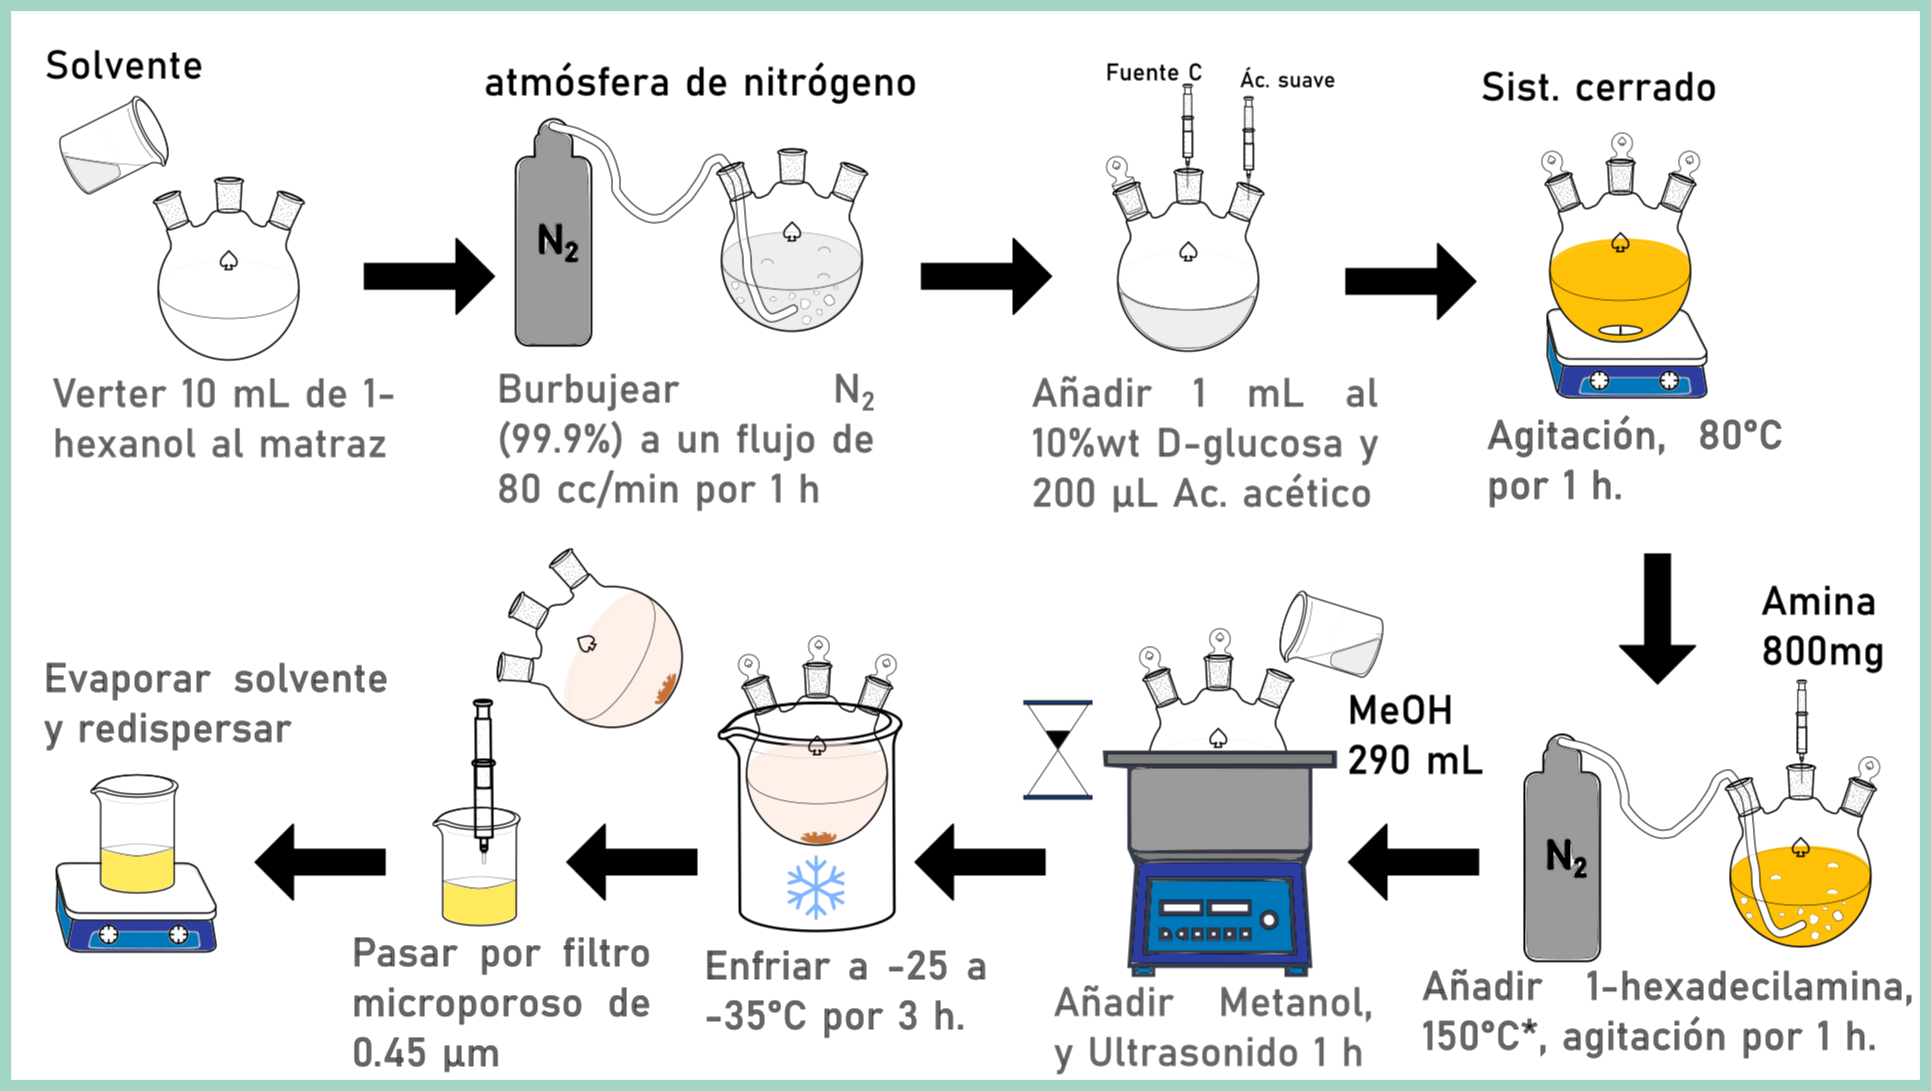 Solvente
Verter 10 mL de 1-
hexanol al matraz
atmósfera de nitrógeno
N₂
Burbujear N₂
(99.9%) a un flujo de
80 cc/min por 1 h
Fuente C
Ác. suave
Añadir 1 mL al
10%wt D-glucosa y
200 µL Ac. acético
Sist. cerrado
Agitación, 80°C
por 1 h.
Amina
800mg
N₂
Añadir 1-hexadecilamina,
150°C*, agitación por 1 h.
MeOH
290 mL
Añadir Metanol,
y Ultrasonido 1 h
Enfriar a -25 a
-35°C por 3 h.
Pasar por filtro
microporoso de
0.45 µm
Evaporar solvente
y redispersar